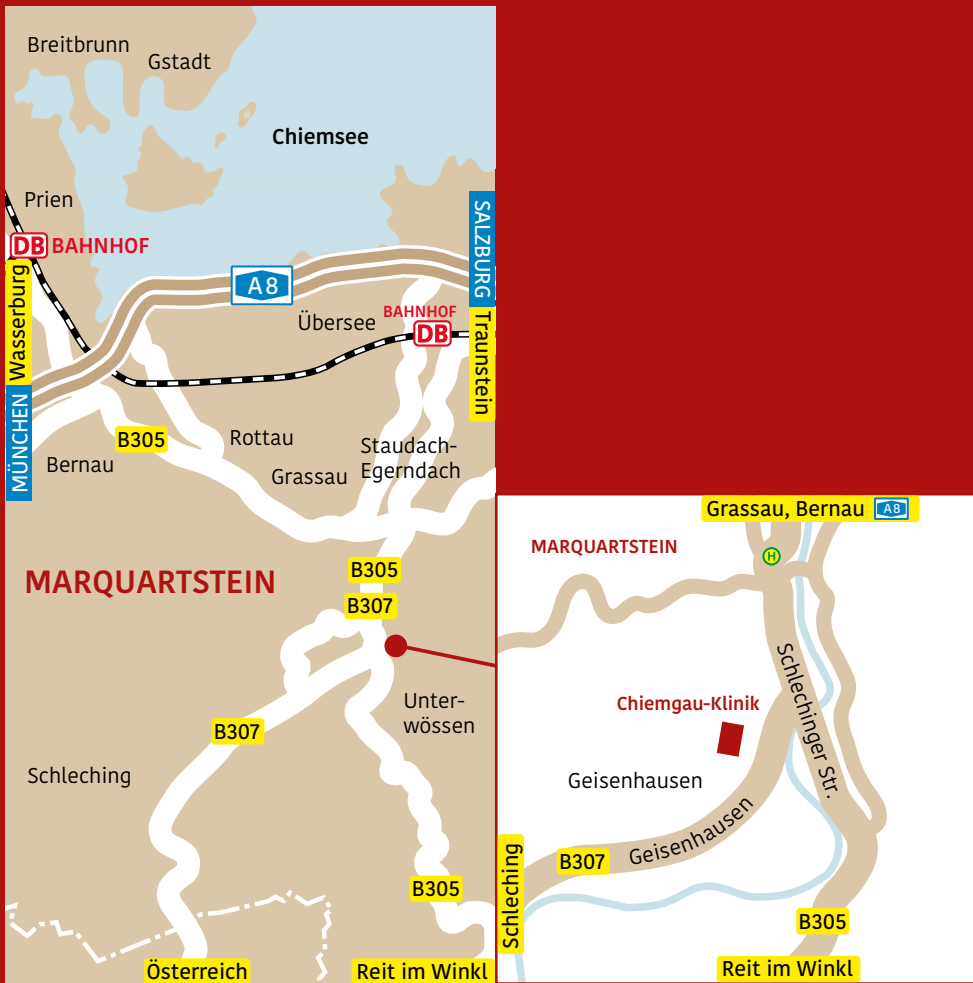 Breitbrunn
Gstadt
Chiemsee
Prien
DB BAHNHOF
SALZBURG
A8
Wasserburg
BAHNHOF
Übersee
DB
Traunstein
MÜNCHEN
B305
Rottau
Bernau
Grassau
Staudach-
Egerndach
B305
MARQUARTSTEIN
B307
Unter-
wössen
B307
Schleching
B305
Österreich
Reit im Winkl
Grassau, Bernau A8
MARQUARTSTEIN
H
Schlechinger Str.
Chiemgau-Klinik
Geisenhausen
Geisenhausen
B307
Schleching
B305
Reit im Winkl